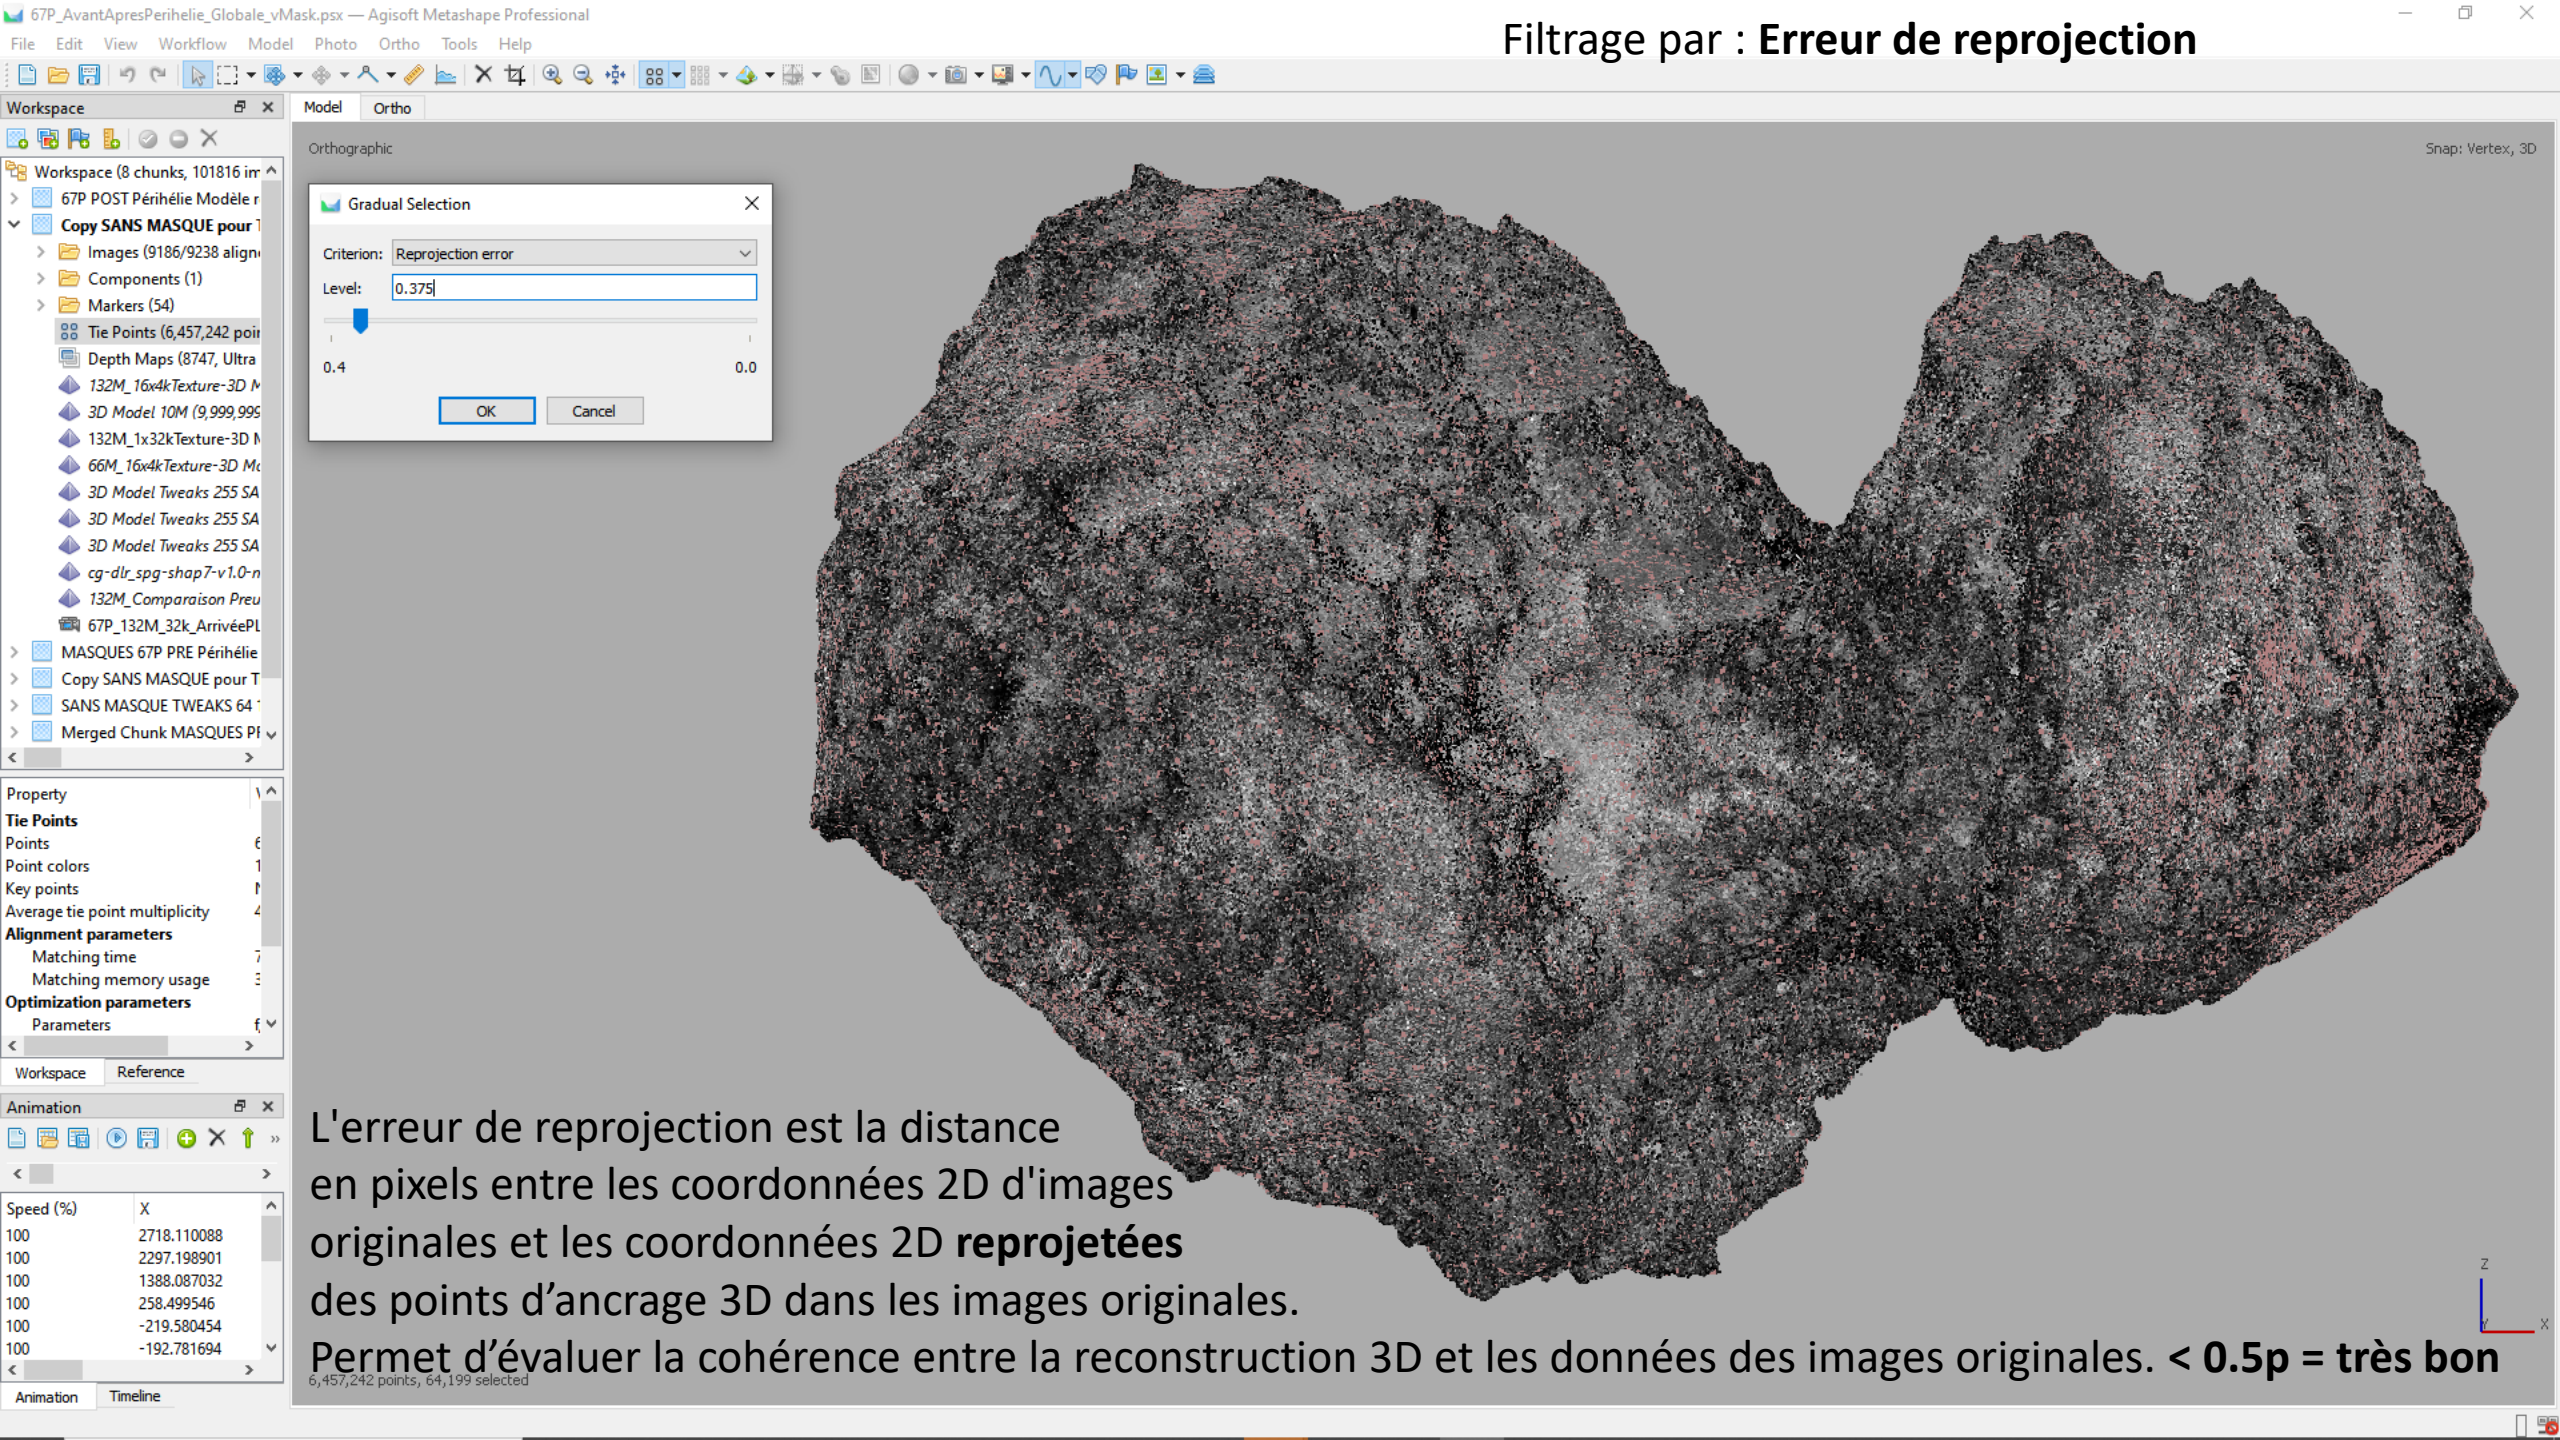 67P_AvantApresPerihelie_Globale_vMask.psx — Agisoft Metashape Professional
Filtrage par : Erreur de reprojection
File Edit View Workflow Model Photo Ortho Tools Help
Workspace
Model Ortho
Orthographic
Snap: Vertex, 3D
Workspace (8 chunks, 101816 im
67P POST Périhélie Modèle r
Copy SANS MASQUE pour
Images (9186/9238 align
Components (1)
Markers (54)
Tie Points (6,457,242 poin
Depth Maps (8747, Ultra
132M_16x4kTexture-3D M
3D Model 10M (9,999,999
132M_1x32kTexture-3D
66M_16x4kTexture-3D Mo
3D Model Tweaks 255 SA
3D Model Tweaks 255 SA
3D Model Tweaks 255 SA
cg-dlr_spg-shap7-v1.0-
132M_Comparaison Preu
67P_132M_32k_ArrivéePL
MASQUES 67P PRE Périhélie
Copy SANS MASQUE pour T
SANS MASQUE TWEAKS 64
Merged Chunk MASQUES
Gradual Selection
Criterion: Reprojection error
Level: 0.375
0.4 0.0
OK Cancel
Property
Tie Points
Points
Point colors
Key points
Average tie point multiplicity
Alignment parameters
Matching time
Matching memory usage
Optimization parameters
Parameters
Workspace Reference
Animation
Speed (%) X
100 2718.110088
100 2297.198901
100 1388.087032
100 258.499546
100 -219.580454
100 -192.781694
Animation Timeline
L'erreur de reprojection est la distance
en pixels entre les coordonnées 2D d'images
originales et les coordonnées 2D reprojetées
des points d’ancrage 3D dans les images originales.
Permet d’évaluer la cohérence entre la reconstruction 3D et les données des images originales. < 0.5p = très bon
6,457,242 points, 64,199 selected
Z
Y
X